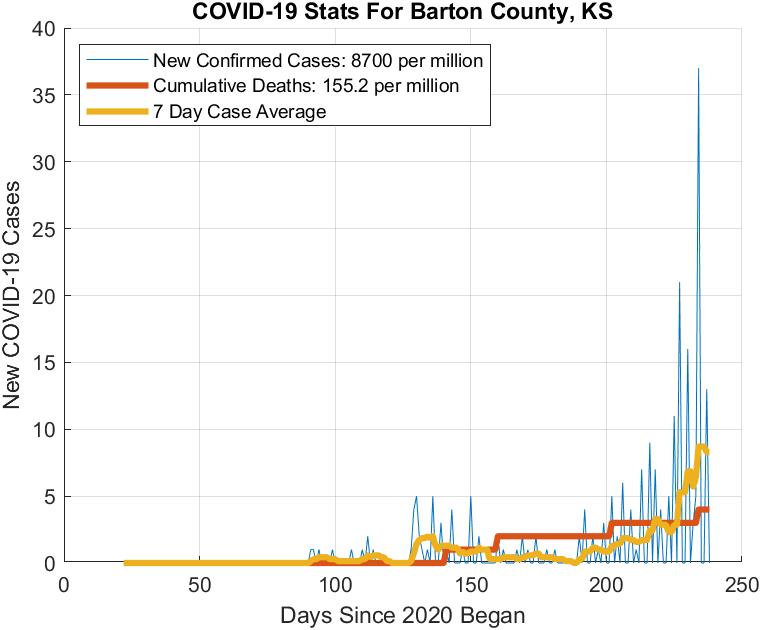 COVID-19 Stats For Barton County, KS
New Confirmed Cases: 8700 per million
Cumulative Deaths: 155.2 per million
7 Day Case Average
New COVID-19 Cases
40
35
30
25
20
15
10
5
0
0 50 100 150 200 250
Days Since 2020 Began